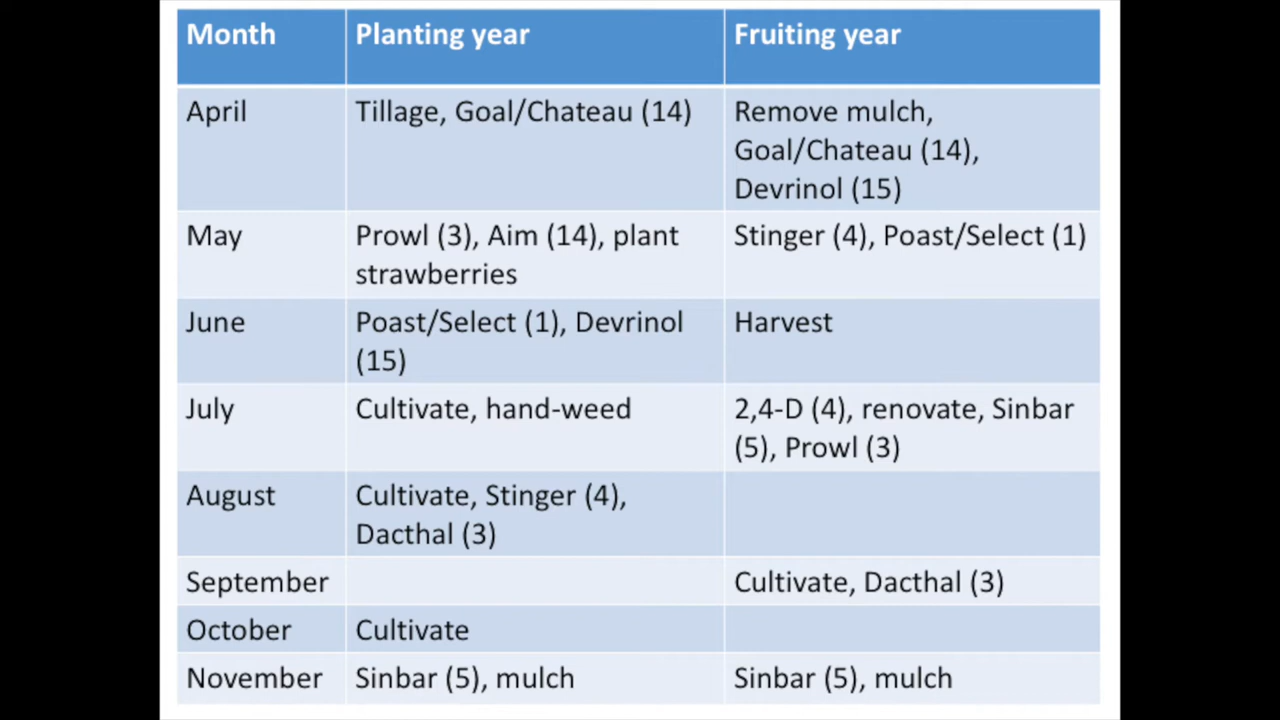 Month Planting year Fruiting year
April Tillage, Goal/Chateau (14) Remove mulch,
Goal/Chateau (14),
Devrinol (15)
May Prowl (3), Aim (14), plant Stinger (4), Poast/Select (1)
strawberries
June Poast/Select (1), Devrinol Harvest
(15)
July Cultivate, hand-weed 2,4-D (4), renovate, Sinbar
(5), Prowl (3)
August Cultivate, Stinger (4),
Dacthal (3)
September Cultivate, Dacthal (3)
October Cultivate
November Sinbar (5), mulch Sinbar (5), mulch